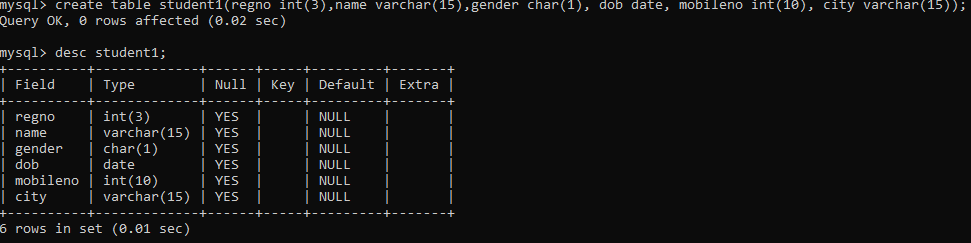 mysql> create table student1(regno int(3),name varchar(15),gender char(1), dob date, mobileno int(10), city varchar(15));
Query OK, 0 rows affected (0.02 sec)
mysql> desc student1;
+----------+-------------+------+-----+---------+-------+
| Field    | Type        | Null | Key | Default | Extra |
+----------+-------------+------+-----+---------+-------+
| regno    | int(3)      | YES  |     | NULL    |       |
| name     | varchar(15) | YES  |     | NULL    |       |
| gender   | char(1)     | YES  |     | NULL    |       |
| dob      | date        | YES  |     | NULL    |       |
| mobileno | int(10)     | YES  |     | NULL    |       |
| city     | varchar(15) | YES  |     | NULL    |       |
+----------+-------------+------+-----+---------+-------+
6 rows in set (0.01 sec)